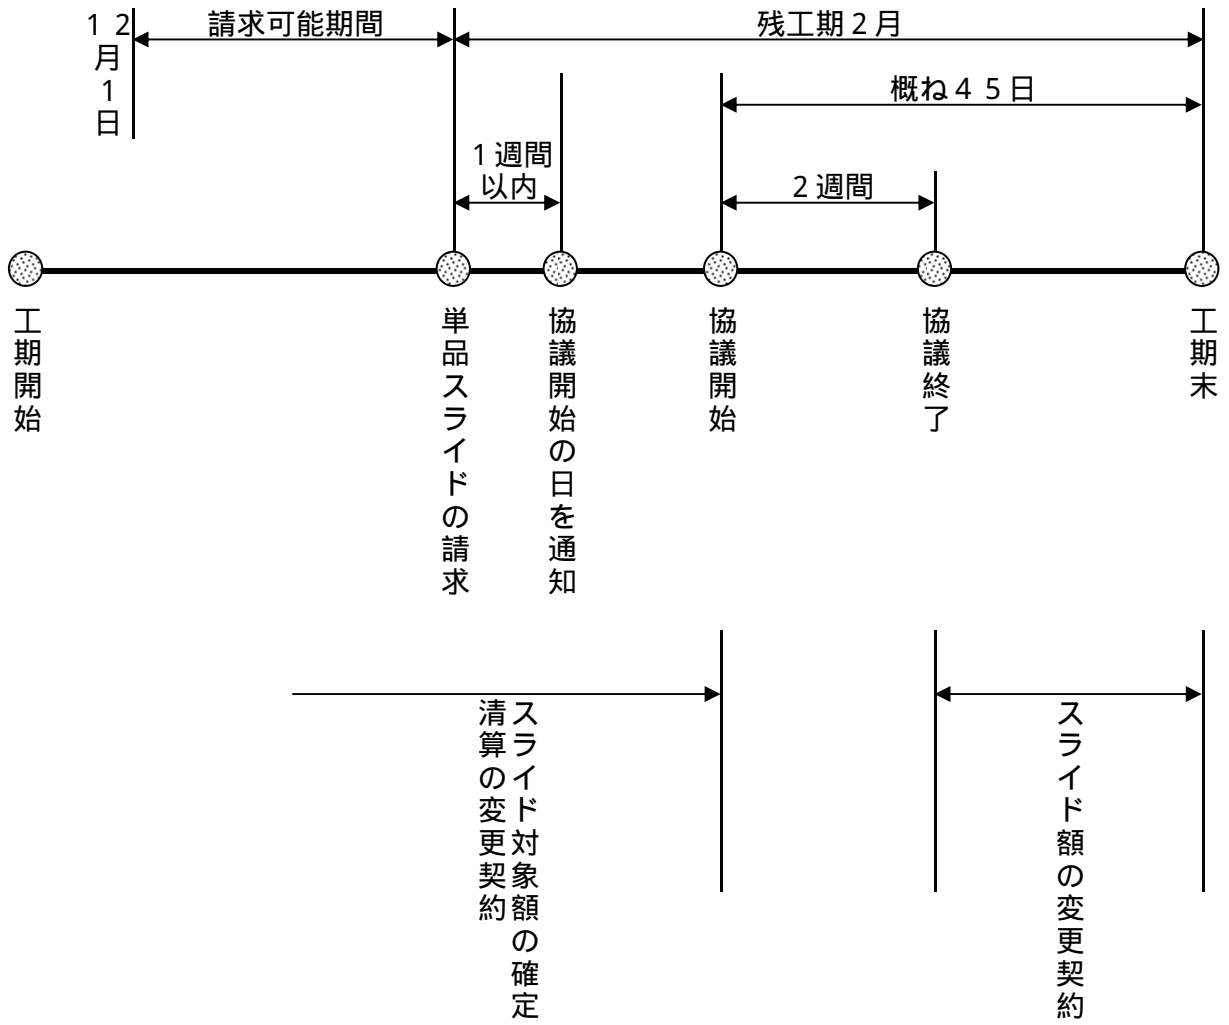 １２月１日
請求可能期間
残工期２月
概ね４５日
１週間
以内
２週間
工期開始
単品スライドの請求
協議開始の日を通知
協議開始
協議終了
工期末
スライド対象額の確定
清算の変更契約
スライド額の変更契約